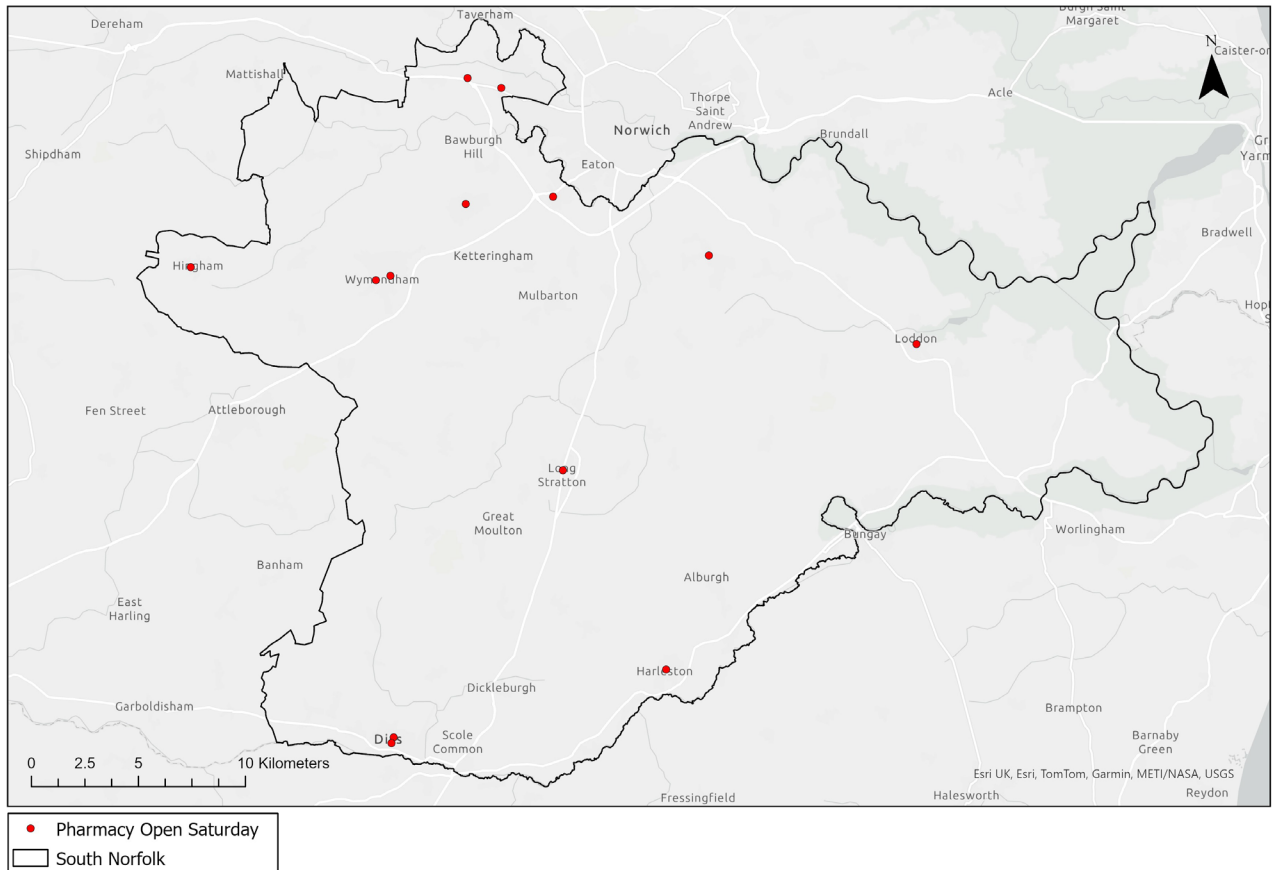 Dereham
Taverham
Burgh Saint
Margaret
N
Caister-on
Mattishall
Acle
Thorpe
Saint
Andrew
Norwich
Brundall
Gr
Yarm
Bawburgh
Hill
Shipdham
Eaton
Bradwell
Hingham
Ketteringham
Wymondham
Mulbarton
Hopt
S
Loddon
Fen Street
Attleborough
Long
Stratton
Great
Moulton
Bungay
Worlingham
Banham
Alburgh
East
Harling
Harleston
Dickleburgh
Garboldisham
Brampton
Diss
Scole
Common
Barnaby
Green
0 2.5 5 10 Kilometers
Esri UK, Esri, TomTom, Garmin, METI/NASA, USGS
Fressingfield
Halesworth
Reydon
Pharmacy Open Saturday
South Norfolk